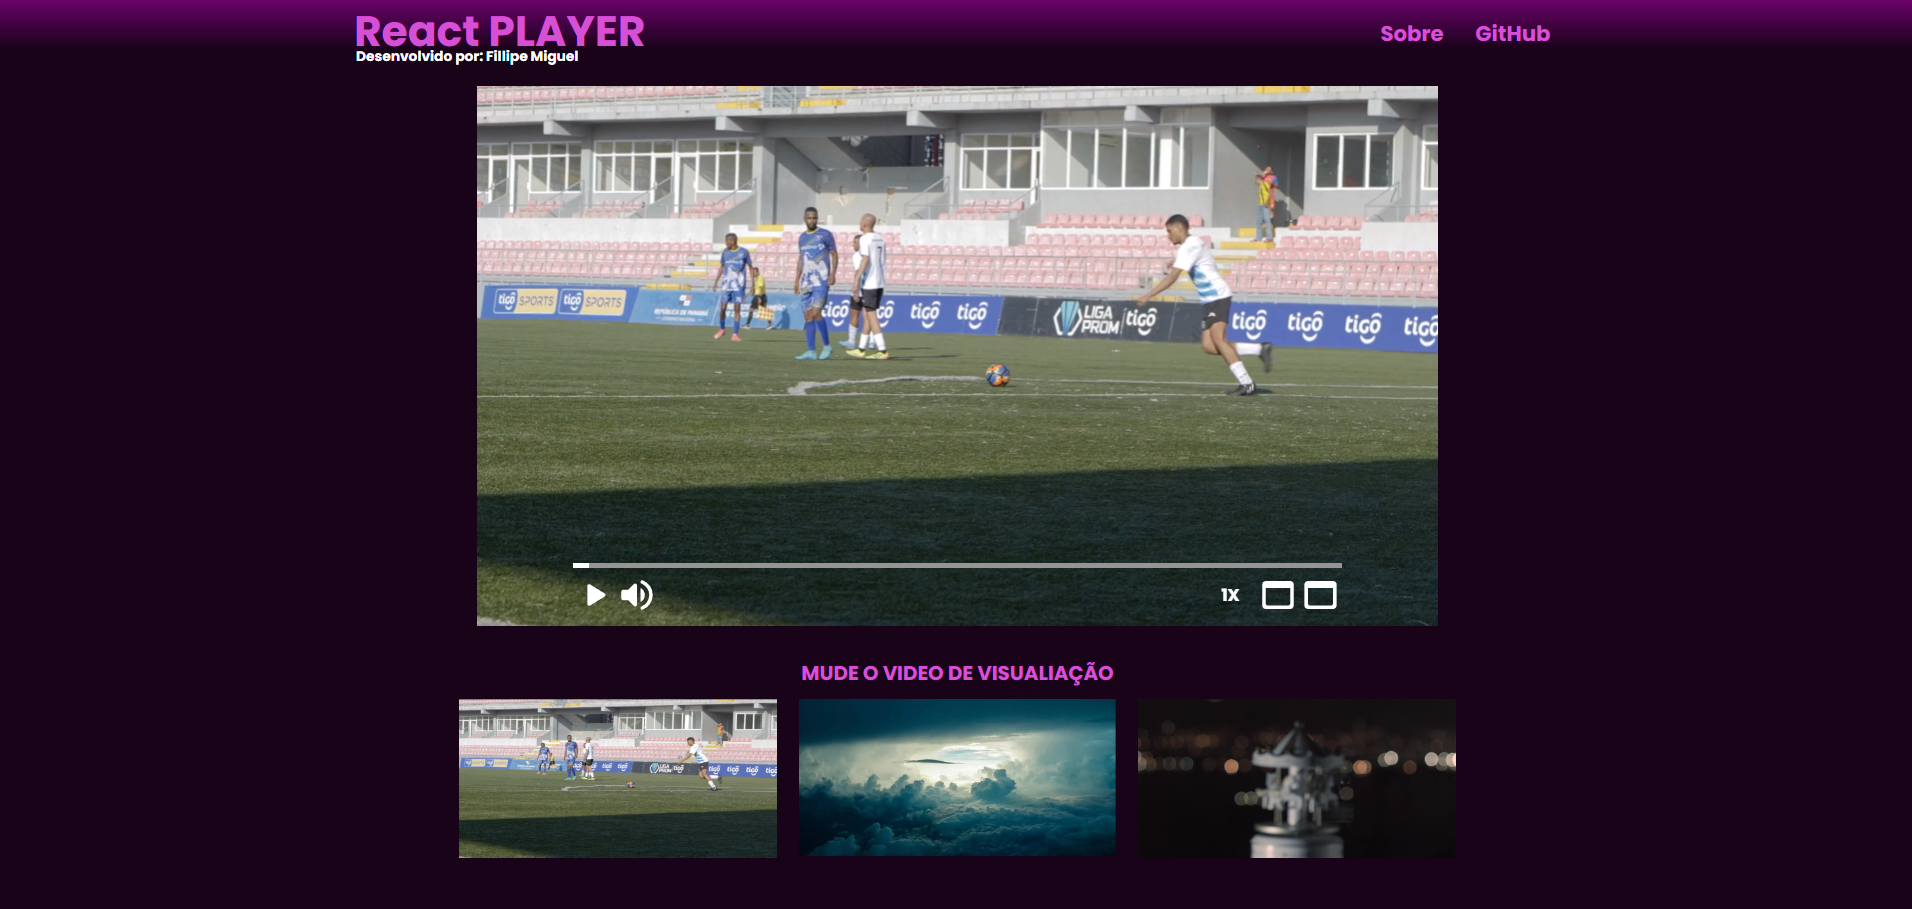 React PLAYER
Desenvolvido por: Fillipe Miguel
Sobre GitHub
tigo SPORTS tigo SPORTS
REPÚBLICA DE PANAMÁ
tigo tigo tigo
LIGA PROM tigo
tigo tigo tigo tigo
1X
MUDE O VIDEO DE VISUALIAÇÃO